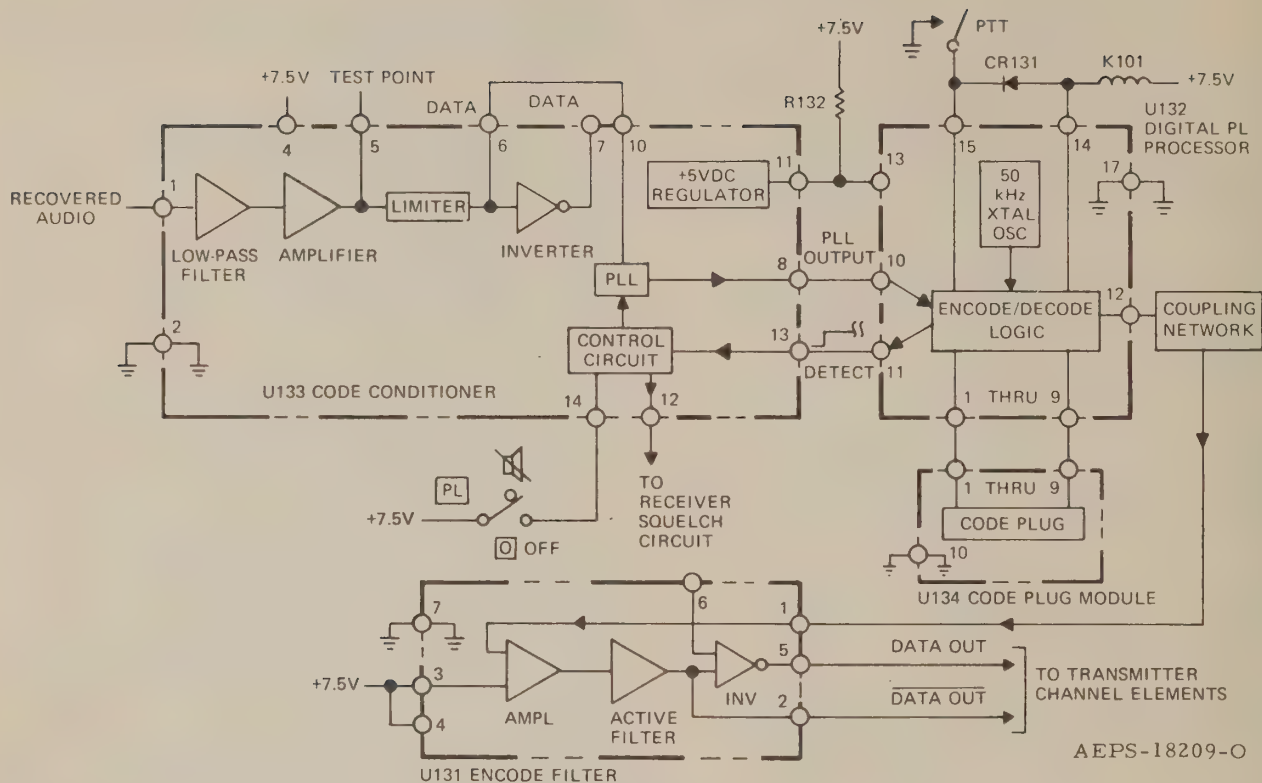 +7.5V
PTT
CR131
K101
+7.5V
+7.5V
TEST POINT
DATA
DATA
R132
U132
DIGITAL PL
PROCESSOR
4
5
6
7
10
11
13
15
14
17
1
RECOVERED
AUDIO
LOW-PASS
FILTER
AMPLIFIER
LIMITER
INVERTER
+5VDC
REGULATOR
50
kHz
XTAL
OSC
PLL
OUTPUT
8
10
PLL
ENCODE/DECODE
LOGIC
12
COUPLING
NETWORK
2
CONTROL
CIRCUIT
13
DETECT
11
U133 CODE CONDITIONER
14
12
1
THRU
9
PL
+7.5V
O OFF
TO
RECEIVER
SQUELCH
CIRCUIT
1
THRU
9
CODE PLUG
10
U134 CODE PLUG MODULE
7
6
1
5
DATA OUT
+7.5V
3
4
AMPL
ACTIVE
FILTER
INV
2
DATA OUT
TO TRANSMITTER
CHANNEL ELEMENTS
U131 ENCODE FILTER
AEPS-18209-O